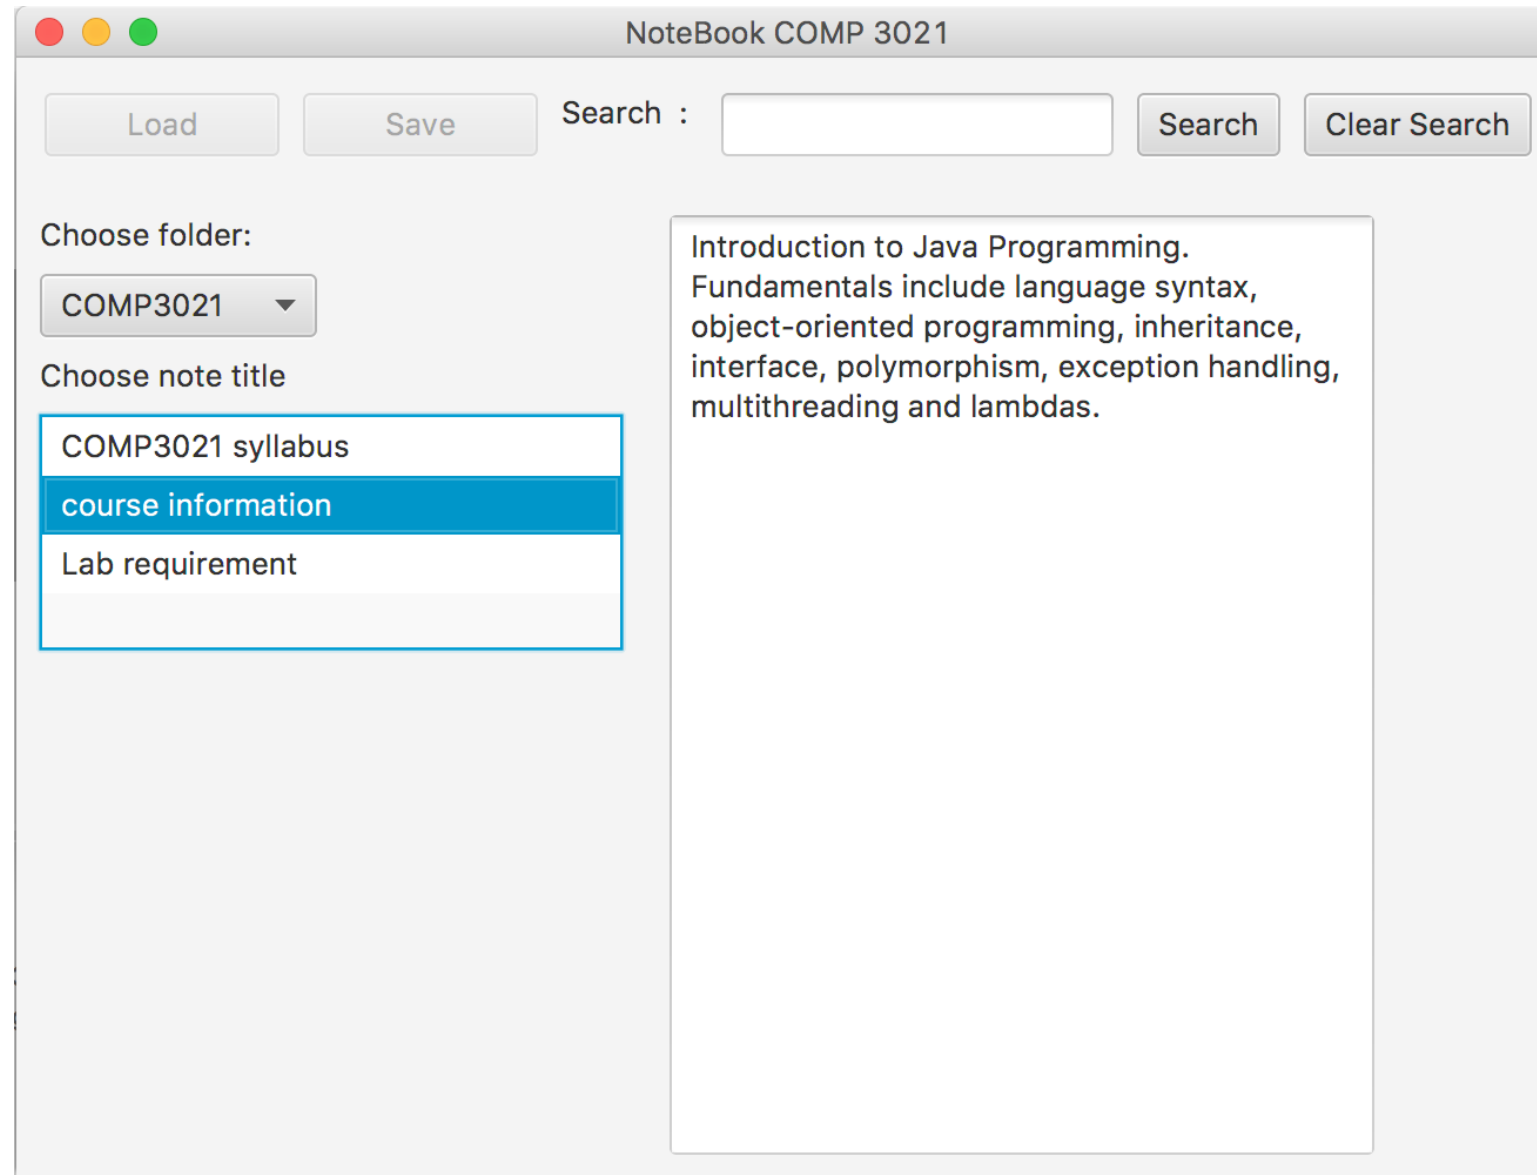 NoteBook COMP 3021
Load Save Search : Search Clear Search
Choose folder:
COMP3021
Choose note title
COMP3021 syllabus
course information
Lab requirement
Introduction to Java Programming.
Fundamentals include language syntax,
object-oriented programming, inheritance,
interface, polymorphism, exception handling,
multithreading and lambdas.